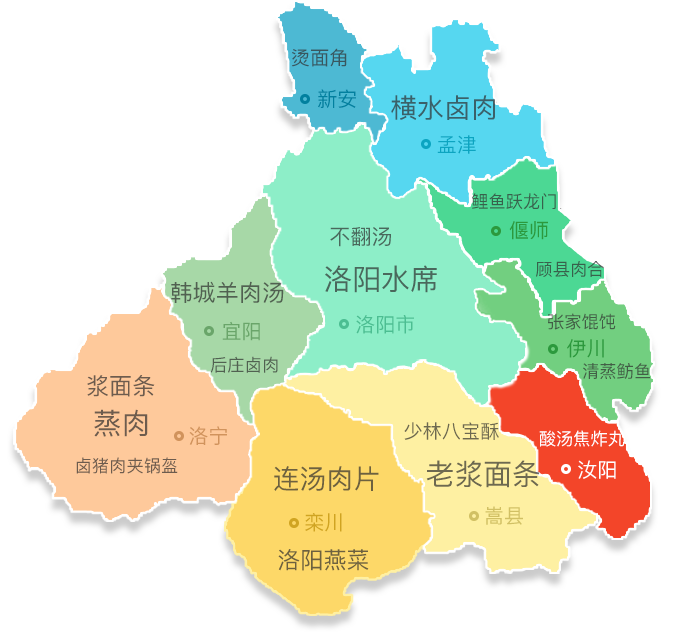 烫面角
新安
横水卤肉
孟津
鲤鱼跃龙门
偃师
顾县肉合
不翻汤
洛阳水席
洛阳市
韩城羊肉汤
宜阳
后庄卤肉
张家馄饨
伊川
清蒸鲂鱼
浆面条
蒸肉
洛宁
卤猪肉夹锅盔
少林八宝酥
老浆面条
嵩县
酸汤焦炸丸
汝阳
连汤肉片
栾川
洛阳燕菜